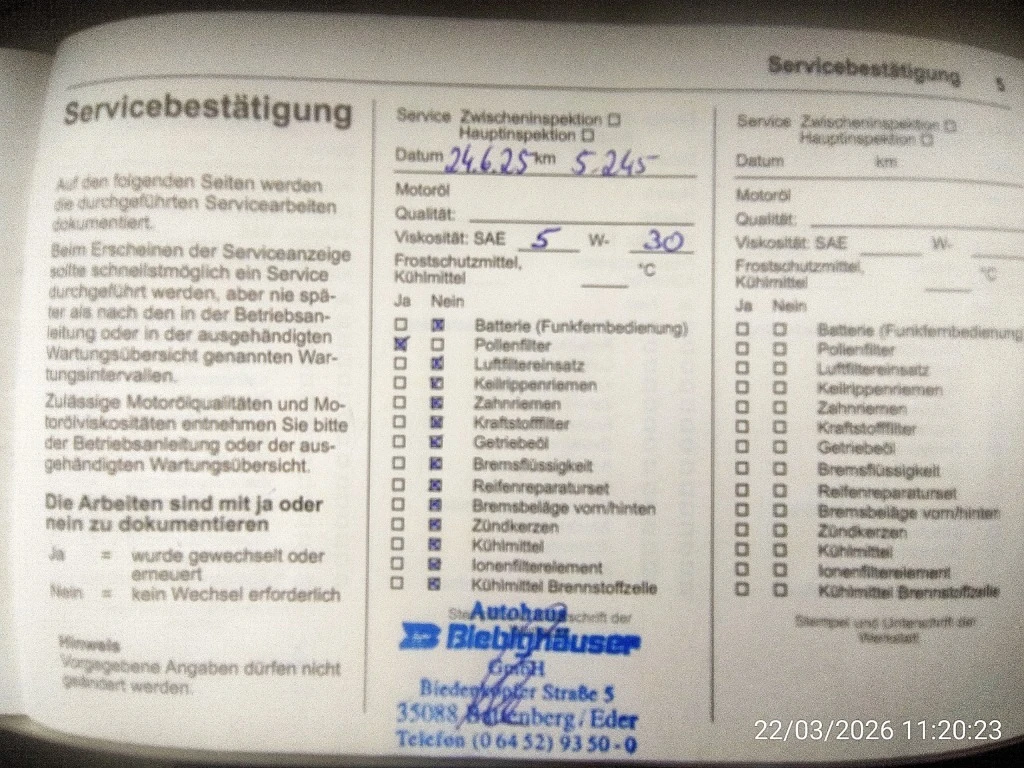 Servicebestätigung 5
Servicebestätigung
Auf den folgenden Seiten werden
die durchgeführten Servicearbeiten
dokumentiert.
Beim Erscheinen der Serviceanzeige
sollte schnellstmöglich ein Service
durchgeführt werden, aber nie spä-
ter als nach den in der Betriebsan-
leitung oder in der ausgehändigten
Wartungsübersicht genannten War-
tungsintervallen.
Zulässige Motorölqualitäten und Mo-
torölviskositäten entnehmen Sie bitte
der Betriebsanleitung oder der aus-
gehändigten Wartungsübersicht.
Die Arbeiten sind mit ja oder
nein zu dokumentieren
Ja = wurde gewechselt oder
erneuert
Nein = kein Wechsel erforderlich
Hinweis
Vorgegebene Angaben dürfen nicht
geändert werden.
Service Zwischeninspektion ☐
Hauptinspektion ☐
Datum 24.6.25 km 5.245
Motoröl
Qualität:
Viskosität: SAE 5 W- 30
Frostschutzmittel,
Kühlmittel °C
Ja Nein
☐ ☒ Batterie (Funkfernbedienung)
☒ ☐ Pollenfilter
☐ ☒ Luftfiltereinsatz
☐ ☒ Keilrippenriemen
☐ ☒ Zahnriemen
☐ ☒ Kraftstofffilter
☐ ☒ Getriebeöl
☐ ☒ Bremsflüssigkeit
☐ ☒ Reifenreparaturset
☐ ☒ Bremsbeläge vorn/hinten
☐ ☒ Zündkerzen
☐ ☒ Kühlmittel
☐ ☒ Ionenfilterelement
☐ ☒ Kühlmittel Brennstoffzelle
der
Autohaus
Biebighäuser
GmbH
Biedenkopfer Straße 5
35088 Battenberg / Eder
Telefon (0 64 52) 93 50 - 0
Service Zwischeninspektion ☐
Hauptinspektion ☐
Datum km
Motoröl
Qualität:
Viskosität: SAE W-
Frostschutzmittel,
Kühlmittel °C
Ja Nein
☐ ☐ Batterie (Funkfernbedienung
☐ ☐ Pollenfilter
☐ ☐ Luftfiltereinsatz
☐ ☐ Keilrippenriemen
☐ ☐ Zahnriemen
☐ ☐ Kraftstofffilter
☐ ☐ Getriebeöl
☐ ☐ Bremsflüssigkeit
☐ ☐ Reifenreparaturset
☐ ☐ Bremsbeläge vorn/hinten
☐ ☐ Zündkerzen
☐ ☐ Kühlmittel
☐ ☐ Ionenfilterelement
☐ ☐ Kühlmittel Brennstoffzelle
Stempel und Unterschrift der
Werkstatt
22/03/2026 11:20:23